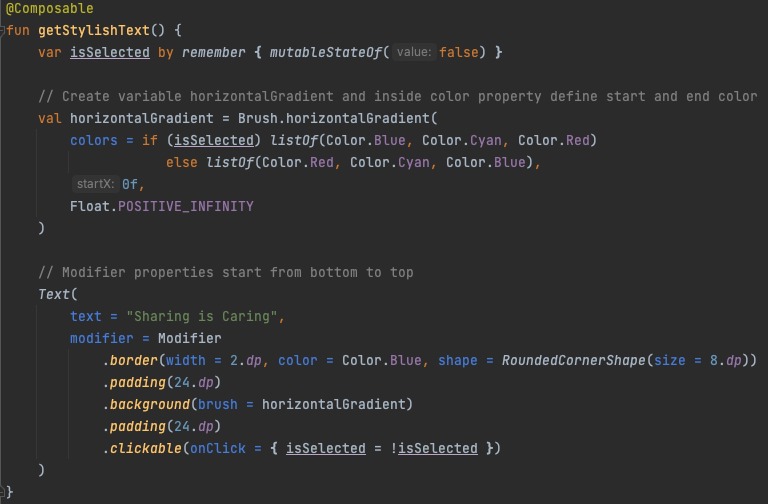 @Composable
fun getStylishText() {
    var isSelected by remember { mutableStateOf( value: false) }

    // Create variable horizontalGradient and inside color property define start and end color
    val horizontalGradient = Brush.horizontalGradient(
        colors = if (isSelected) listOf(Color.Blue, Color.Cyan, Color.Red)
                    else listOf(Color.Red, Color.Cyan, Color.Blue),
        startX: 0f,
        Float.POSITIVE_INFINITY
    )

    // Modifier properties start from bottom to top
    Text(
        text = "Sharing is Caring",
        modifier = Modifier
            .border(width = 2.dp, color = Color.Blue, shape = RoundedCornerShape(size = 8.dp))
            .padding(24.dp)
            .background(brush = horizontalGradient)
            .padding(24.dp)
            .clickable(onClick = { isSelected = !isSelected })
    )
}